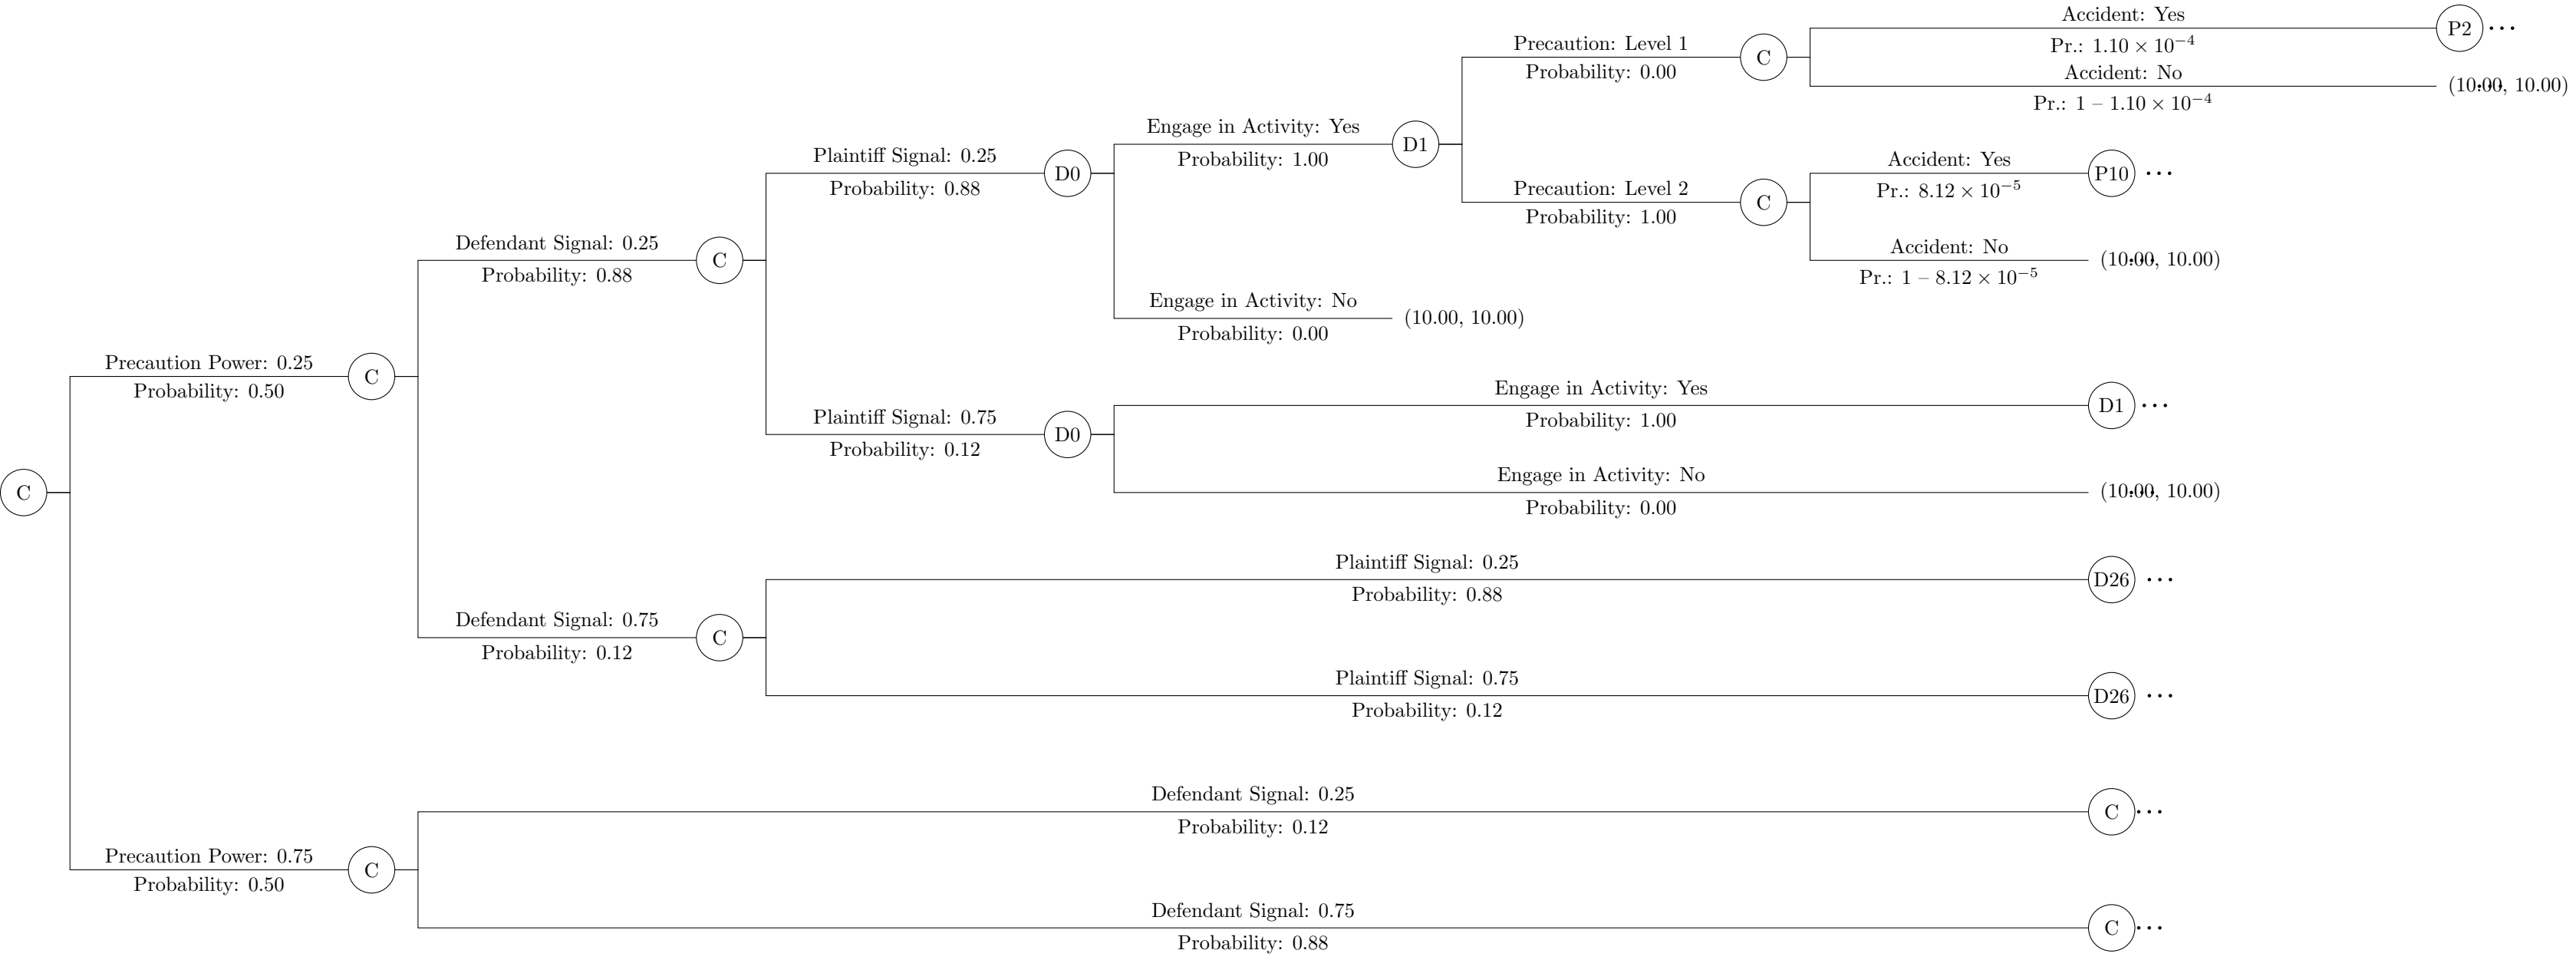 Accident: Yes
P2 ···
Pr.: 1.10 × 10⁻⁴
Precaution: Level 1
C
Accident: No
Probability: 0.00
(10.00, 10.00)
Pr.: 1 – 1.10 × 10⁻⁴
Engage in Activity: Yes
D1
Probability: 1.00
Plaintiff Signal: 0.25
D0
Probability: 0.88
Accident: Yes
P10 ···
Pr.: 8.12 × 10⁻⁵
Precaution: Level 2
C
Probability: 1.00
Accident: No
(10.00, 10.00)
Pr.: 1 – 8.12 × 10⁻⁵
Defendant Signal: 0.25
C
Probability: 0.88
Engage in Activity: No
(10.00, 10.00)
Probability: 0.00
Precaution Power: 0.25
C
Probability: 0.50
Engage in Activity: Yes
D1 ···
Probability: 1.00
Plaintiff Signal: 0.75
D0
Probability: 0.12
Engage in Activity: No
(10.00, 10.00)
Probability: 0.00
C
Plaintiff Signal: 0.25
D26 ···
Probability: 0.88
Defendant Signal: 0.75
C
Probability: 0.12
Plaintiff Signal: 0.75
D26 ···
Probability: 0.12
Defendant Signal: 0.25
C ···
Probability: 0.12
Precaution Power: 0.75
C
Probability: 0.50
Defendant Signal: 0.75
C ···
Probability: 0.88